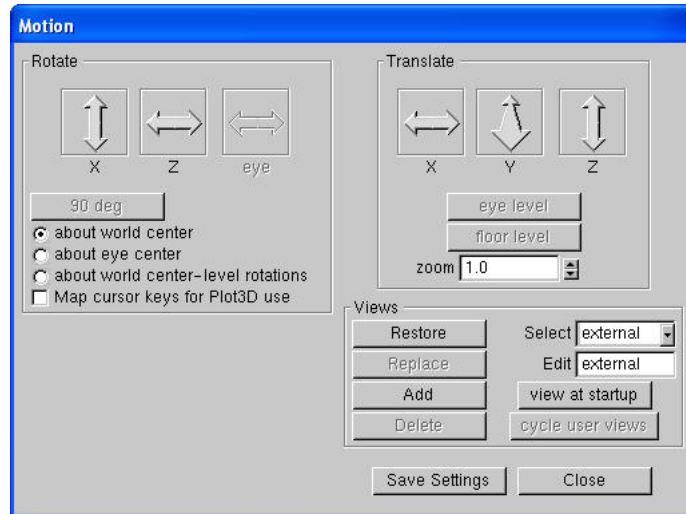 Motion
Rotate
X Z eye
90 deg
about world center
about eye center
about world center-level rotations
Map cursor keys for Plot3D use
Translate
X Y Z
eye level
floor level
zoom 1.0
Views
Restore Select external
Replace Edit external
Add view at startup
Delete cycle user views
Save Settings Close